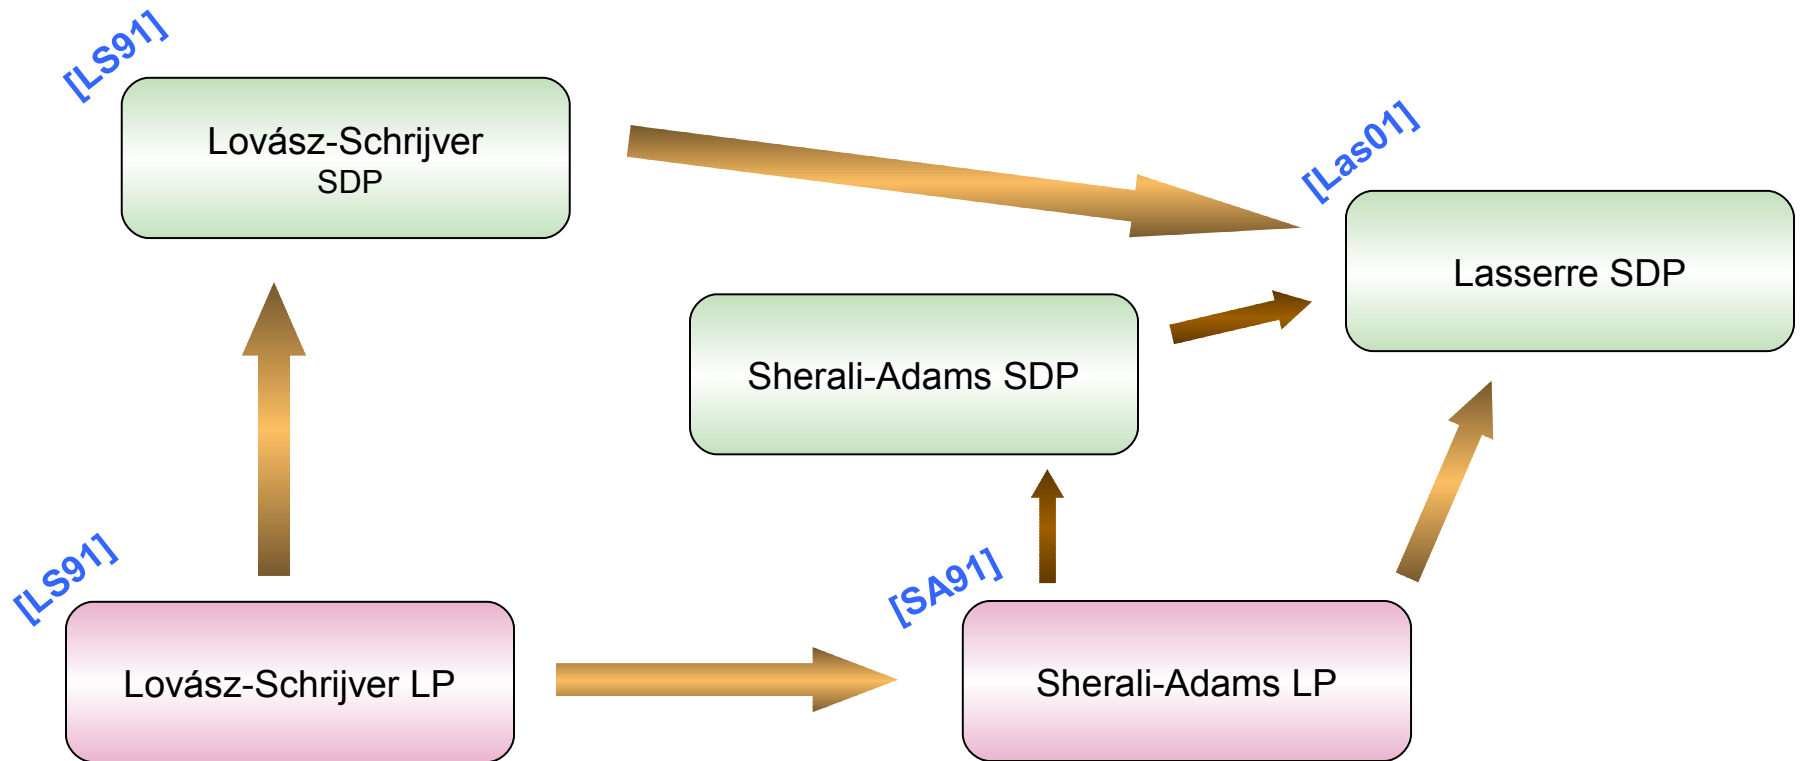 [LS91]
Lovász-Schrijver
SDP
[Las01]
Lasserre SDP
Sherali-Adams SDP
[LS91]
Lovász-Schrijver LP
[SA91]
Sherali-Adams LP